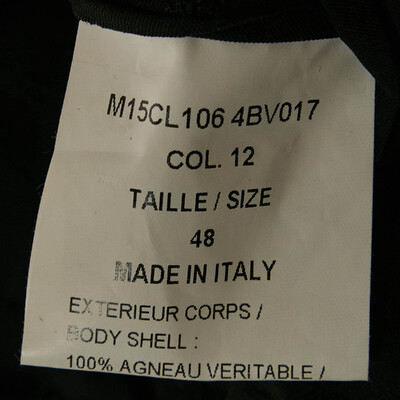 M15CL106 4BV017
COL. 12
TAILLE / SIZE
48
MADE IN ITALY
EXTERIEUR CORPS /
BODY SHELL :
100% AGNEAU VERITABLE /